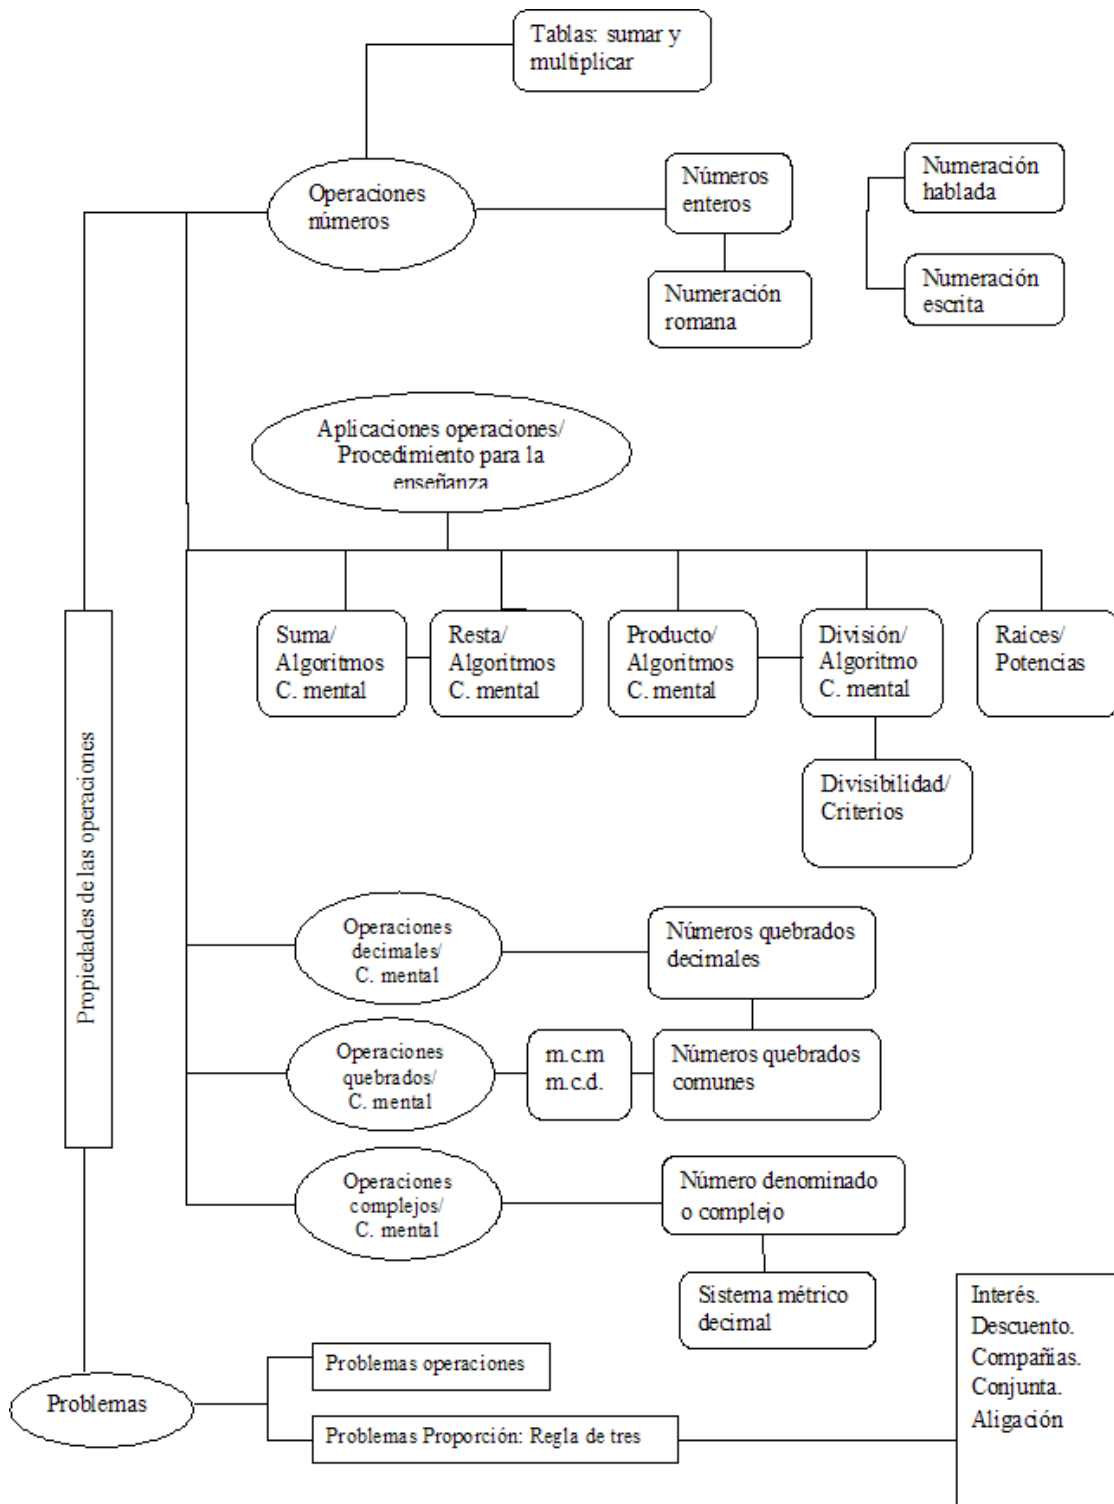 Tablas: sumar y
multiplicar
Operaciones
números
Números
enteros
Numeración
romana
Numeración
hablada
Numeración
escrita
Aplicaciones operaciones/
Procedimiento para la
enseñanza
Suma/
Algoritmos
C. mental
Resta/
Algoritmos
C. mental
Producto/
Algoritmos
C. mental
División/
Algoritmo
C. mental
Raices/
Potencias
Divisibilidad/
Criterios
Propiedades de las operaciones
Operaciones
decimales/
C. mental
Números quebrados
decimales
Operaciones
quebrados/
C. mental
m.c.m
m.c.d.
Números quebrados
comunes
Operaciones
complejos/
C. mental
Número denominado
o complejo
Sistema métrico
decimal
Problemas
Problemas operaciones
Problemas Proporción: Regla de tres
Interés.
Descuento.
Compañías.
Conjunta.
Aligación